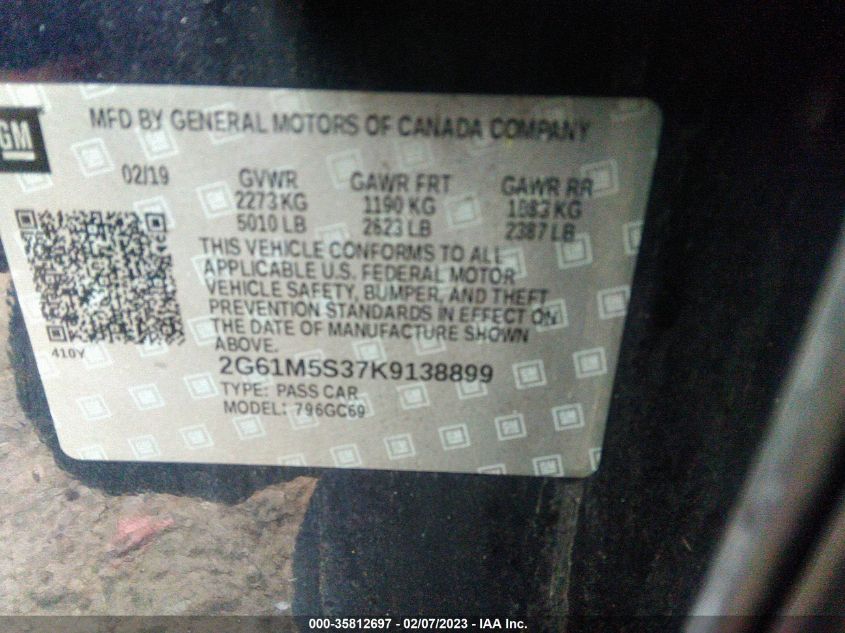 GM
MFD BY GENERAL MOTORS OF CANADA COMPANY
02/19 GVWR GAWR FRT GAWR RR
2273 KG 1190 KG 1083 KG
5010 LB 2623 LB 2387 LB
THIS VEHICLE CONFORMS TO ALL
APPLICABLE U.S. FEDERAL MOTOR
VEHICLE SAFETY, BUMPER, AND THEFT
PREVENTION STANDARDS IN EFFECT ON
THE DATE OF MANUFACTURE SHOWN
ABOVE.
410Y
2G61M5S37K9138899
TYPE: PASS CAR
MODEL: 796GC69
000-35812697 - 02/07/2023 - IAA Inc.